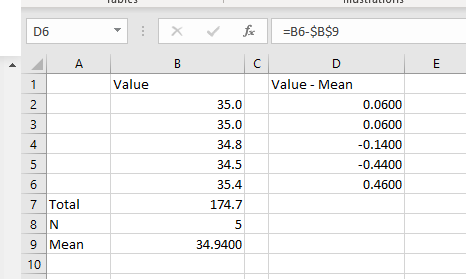 D6 fx =B6-$B$9
A B C D E
1 Value Value - Mean
2 35.0 0.0600
3 35.0 0.0600
4 34.8 -0.1400
5 34.5 -0.4400
6 35.4 0.4600
7 Total 174.7
8 N 5
9 Mean 34.9400
10